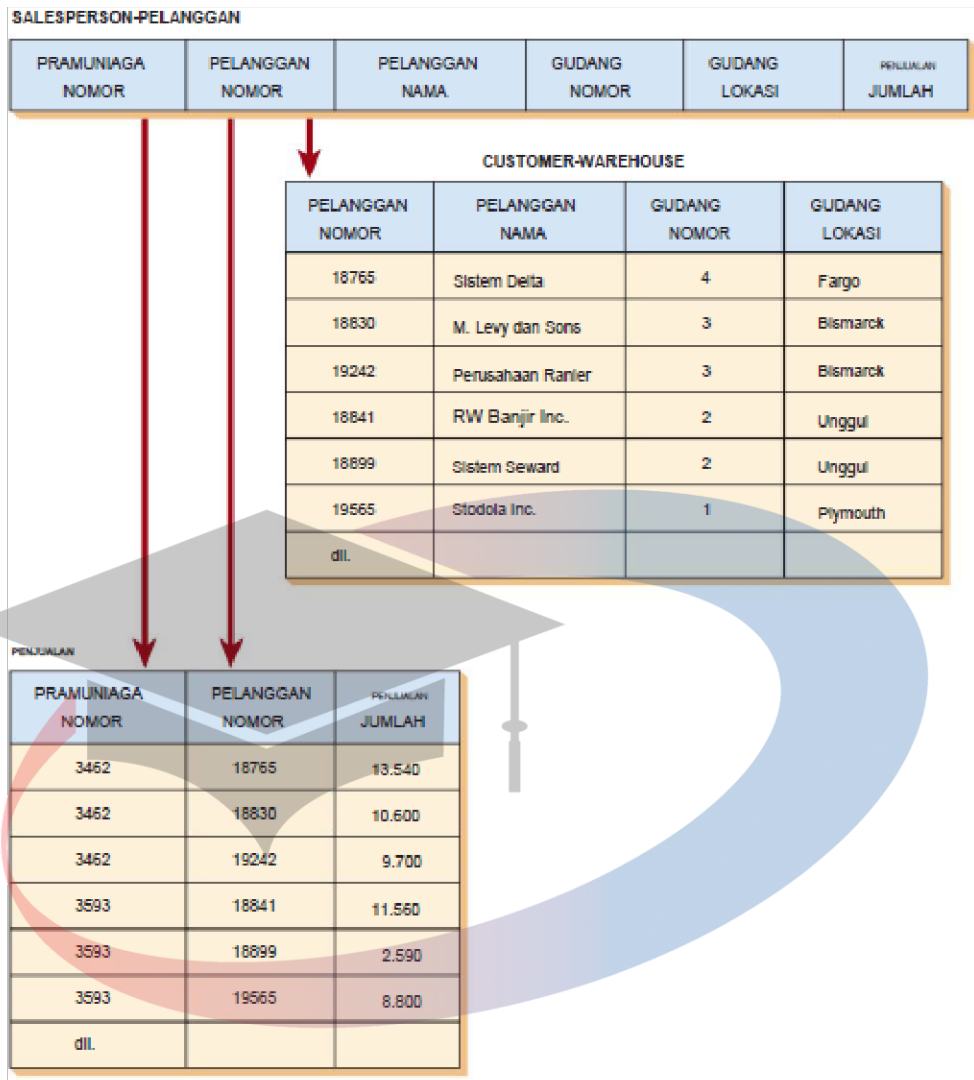 SALESPERSON-PELANGGAN
PRAMUNIAGA PELANGGAN PELANGGAN GUDANG GUDANG PENJUALAN
NOMOR NOMOR NAMA NOMOR LOKASI JUMLAH
CUSTOMER-WAREHOUSE
PELANGGAN PELANGGAN GUDANG GUDANG
NOMOR NAMA NOMOR LOKASI
18765 Sistem Delta 4 Fargo
18830 M. Levy dan Sons 3 Bismarck
19242 Perusahaan Ranier 3 Bismarck
18841 RW Banjir Inc. 2 Unggul
18899 Sistem Seward 2 Unggul
19565 Stodola Inc. 1 Plymouth
dll.
PENJUALAN
PRAMUNIAGA PELANGGAN PENJUALAN
NOMOR NOMOR JUMLAH
3462 18765 13.540
3462 18830 10.600
3462 19242 9.700
3593 18841 11.560
3593 18899 2.590
3593 19565 8.800
dll.